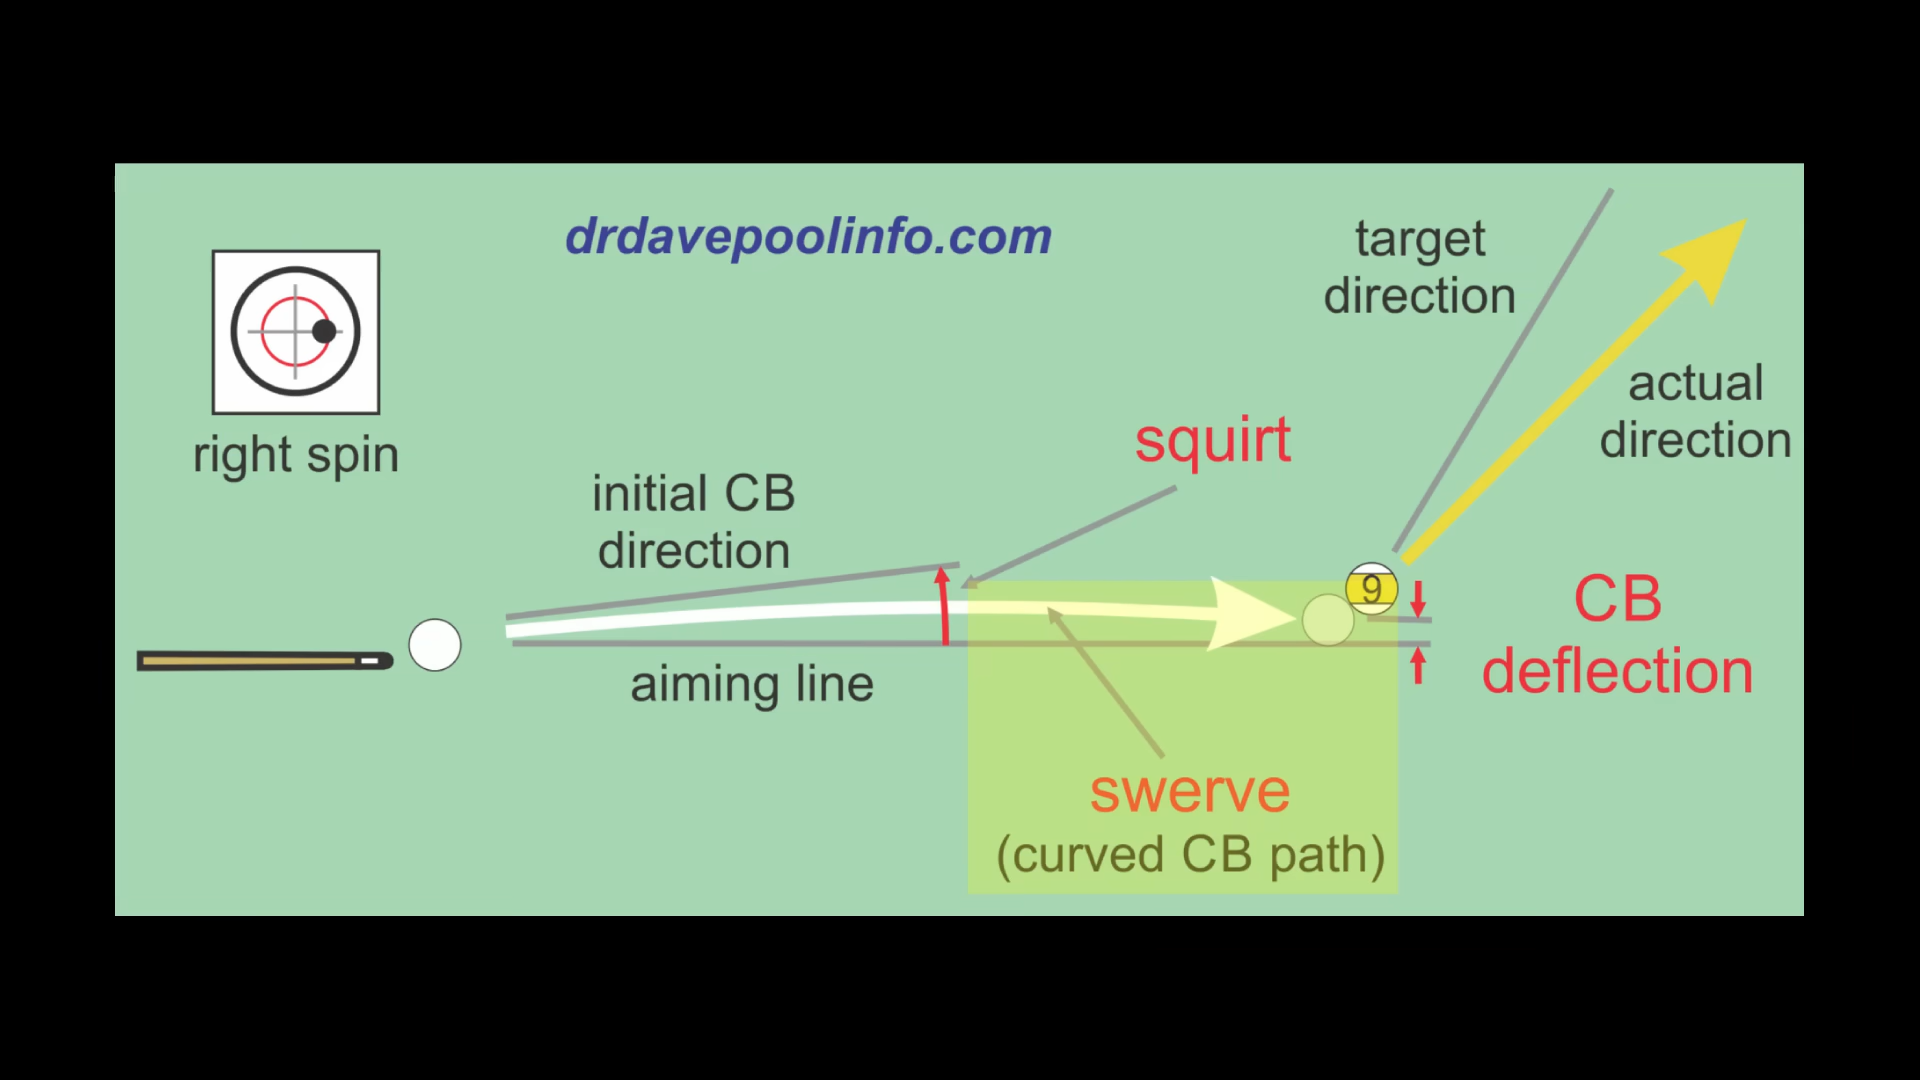 drdavepoolinfo.com
target
direction
actual
direction
right spin
squirt
initial CB
direction
9
CB
deflection
aiming line
swerve
(curved CB path)